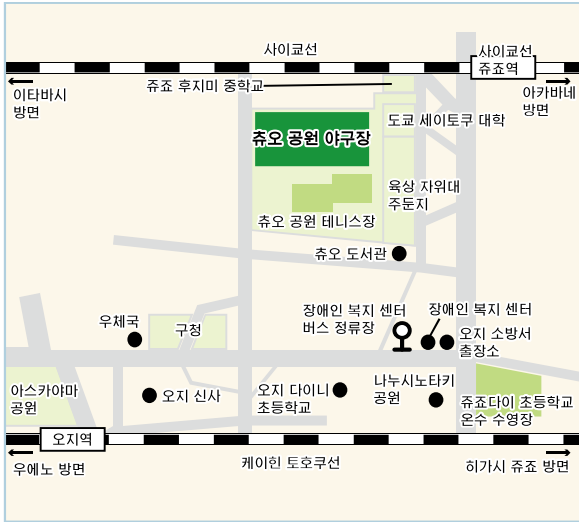 사이쿄선
사이쿄선
쥬죠역
이타바시
방면
쥬죠 후지미 중학교
아카바네
방면
도쿄 세이토쿠 대학
츄오 공원 야구장
육상 자위대
주둔지
츄오 공원 테니스장
츄오 도서관
장애인 복지 센터
버스 정류장
장애인 복지 센터
우체국
구청
오지 소방서
출장소
아스카야마
공원
오지 신사
오지 다이니
초등학교
나누시노타키
공원
쥬죠다이 초등학교
온수 수영장
오지역
우에노 방면
케이힌 토호쿠선
히가시 쥬죠 방면